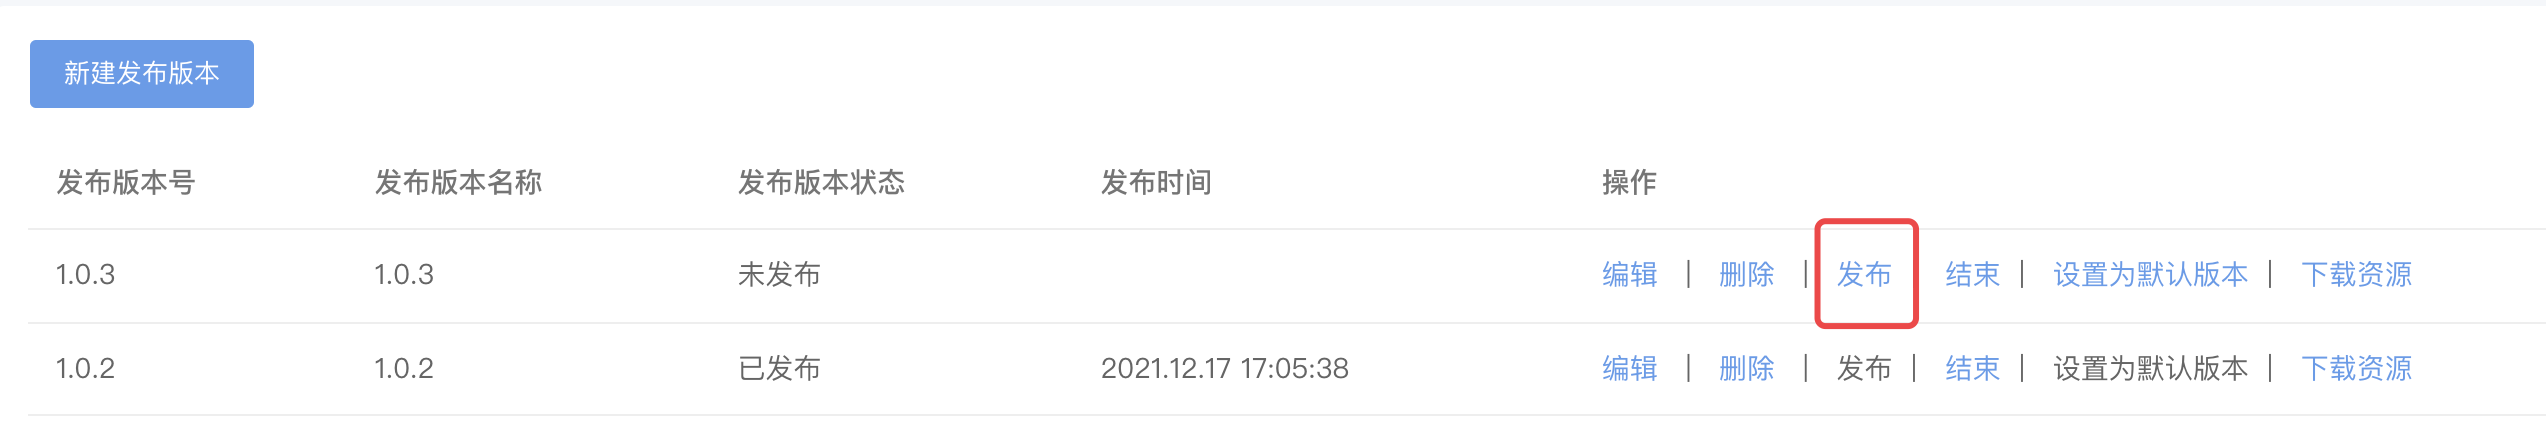 新建发布版本
发布版本号 发布版本名称 发布版本状态 发布时间 操作
1.0.3 1.0.3 未发布 编辑 | 删除 | 发布 结束 | 设置为默认版本 | 下载资源
1.0.2 1.0.2 已发布 2021.12.17 17:05:38 编辑 | 删除 | 发布 | 结束 | 设置为默认版本 | 下载资源